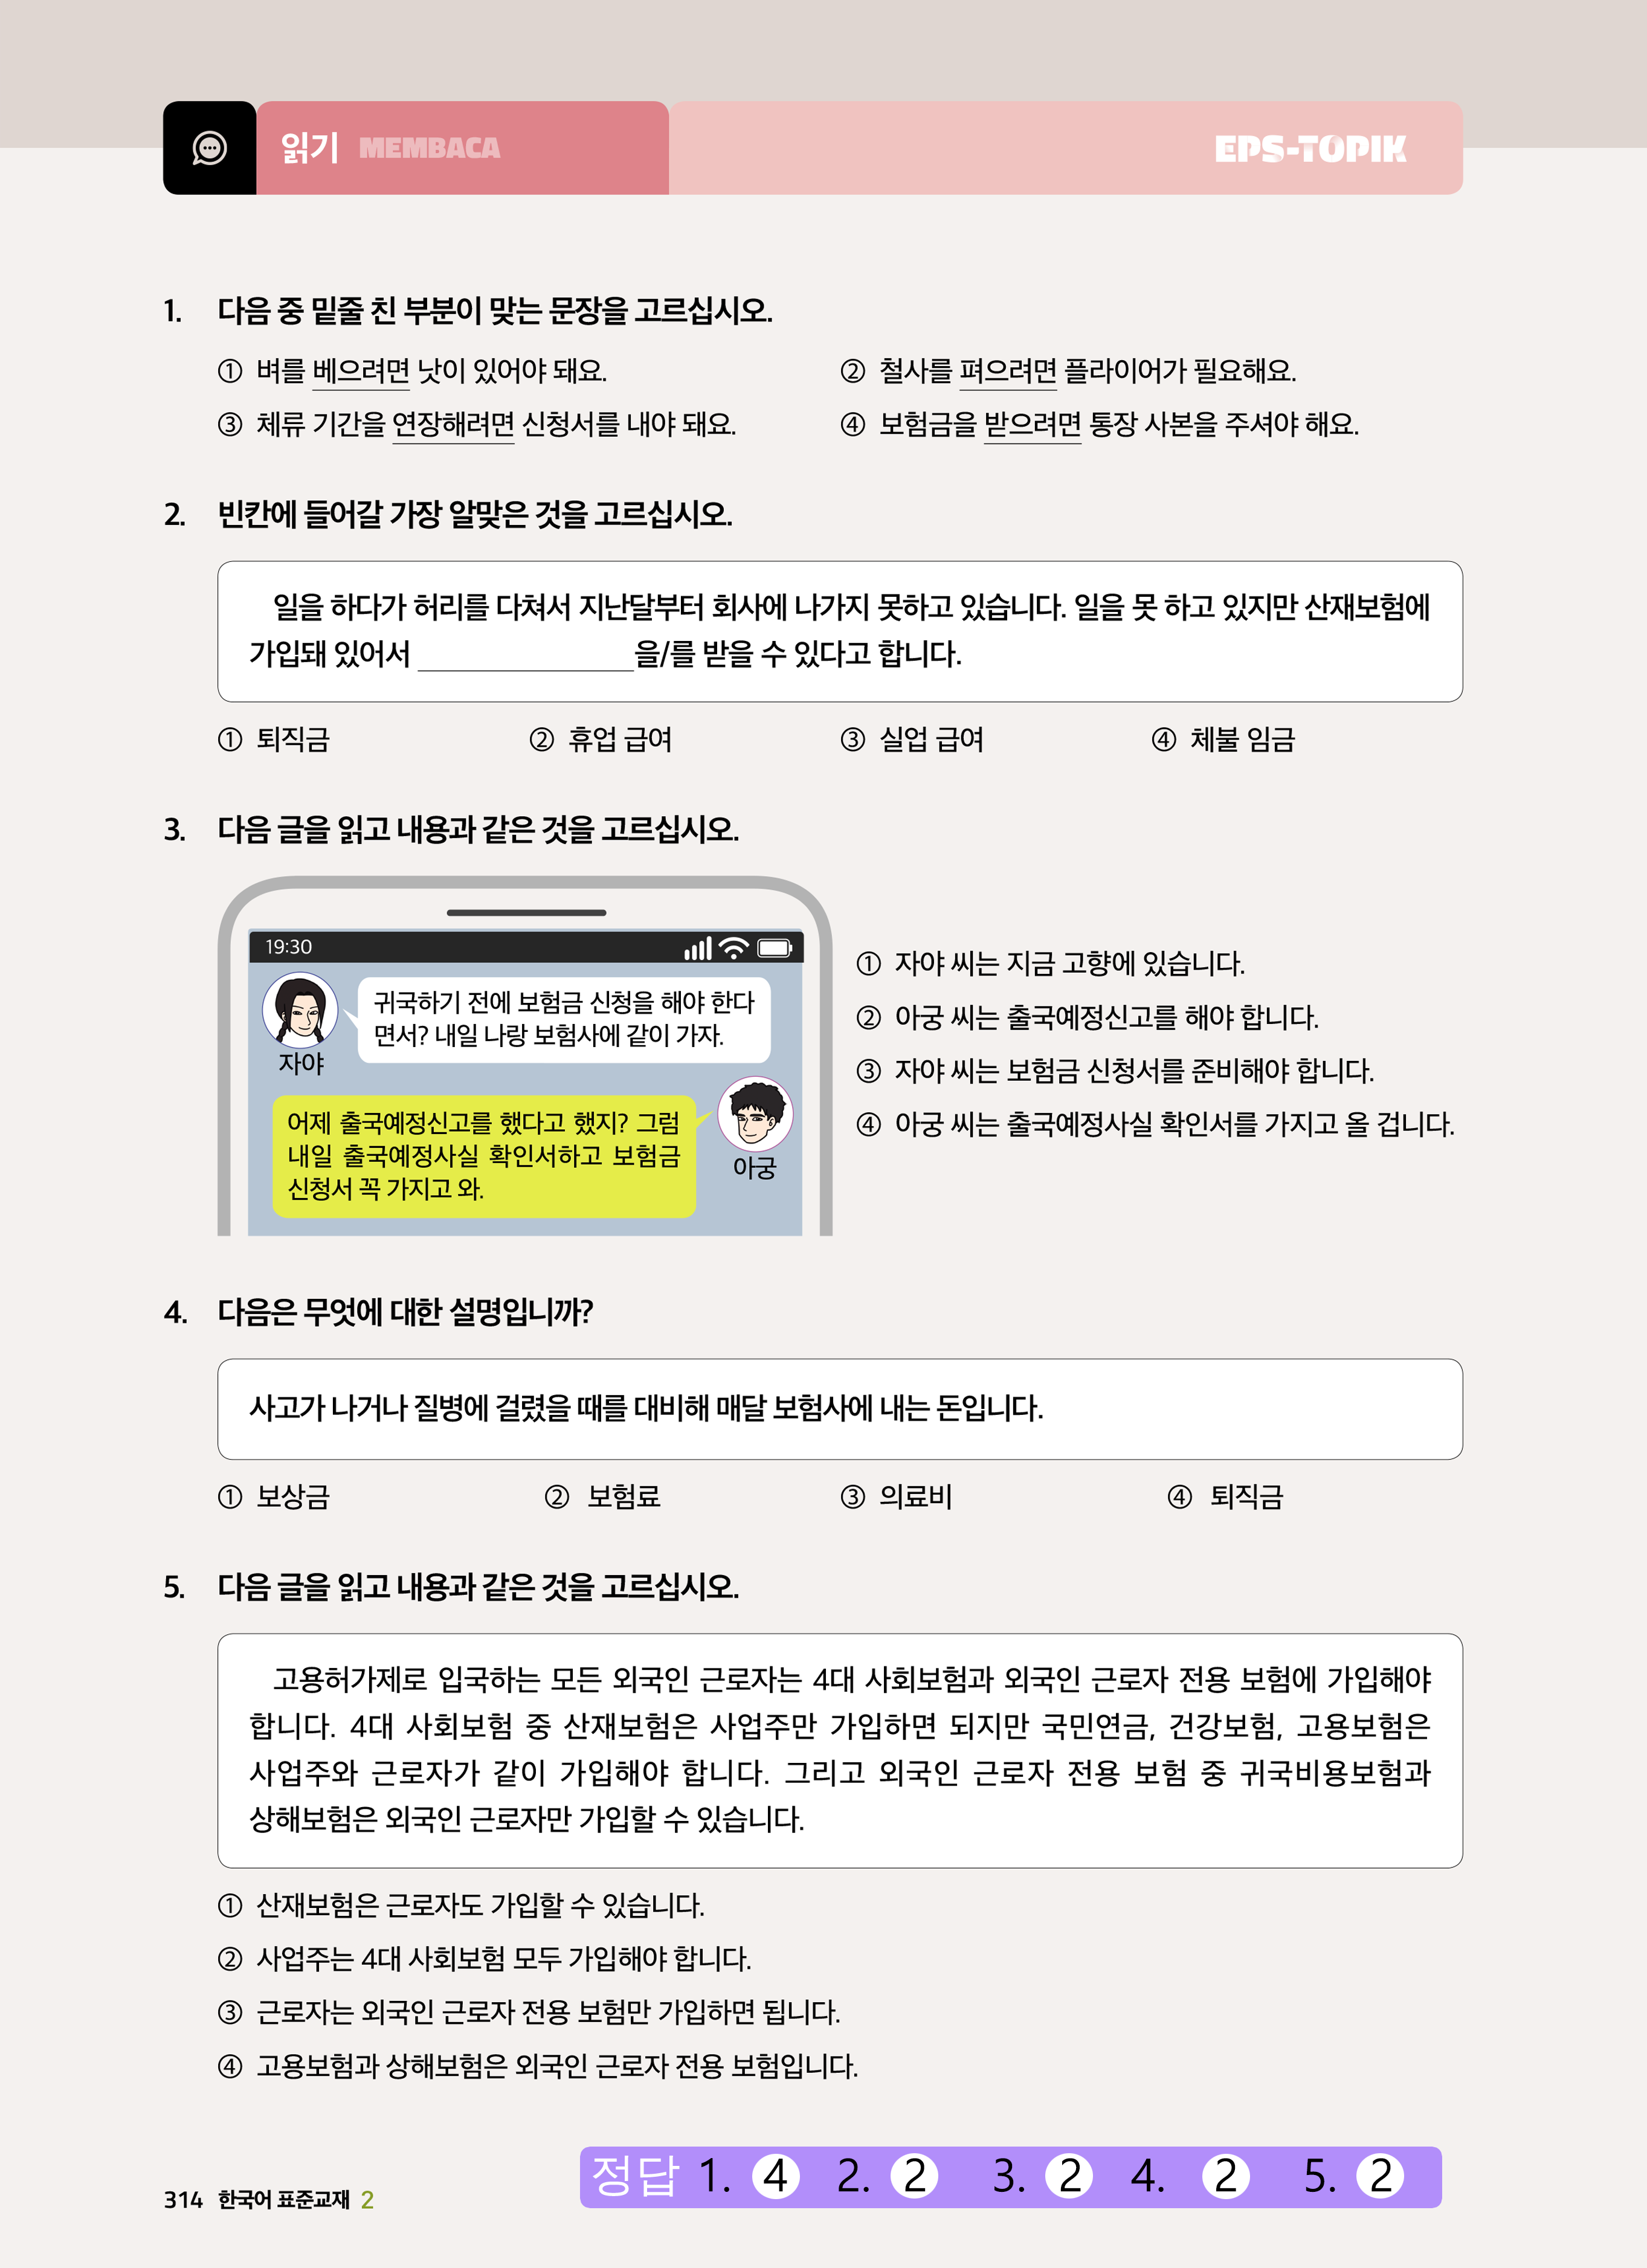 읽기 MEMBACA EPS-TOPIK
1. 다음 중 밑줄 친 부분이 맞는 문장을 고르십시오.
① 벼를 베으려면 낫이 있어야 돼요. ② 철사를 펴으려면 플라이어가 필요해요.
③ 체류 기간을 연장해려면 신청서를 내야 돼요. ④ 보험금을 받으려면 통장 사본을 주셔야 해요.
2. 빈칸에 들어갈 가장 알맞은 것을 고르십시오.
일을 하다가 허리를 다쳐서 지난달부터 회사에 나가지 못하고 있습니다. 일을 못 하고 있지만 산재보험에
가입돼 있어서 ______________을/를 받을 수 있다고 합니다.
① 퇴직금 ② 휴업 급여 ③ 실업 급여 ④ 체불 임금
3. 다음 글을 읽고 내용과 같은 것을 고르십시오.
19:30
귀국하기 전에 보험금 신청을 해야 한다
면서? 내일 나랑 보험사에 같이 가자.
자야
어제 출국예정신고를 했다고 했지? 그럼
내일 출국예정사실 확인서하고 보험금
신청서 꼭 가지고 와.
아궁
① 자야 씨는 지금 고향에 있습니다.
② 아궁 씨는 출국예정신고를 해야 합니다.
③ 자야 씨는 보험금 신청서를 준비해야 합니다.
④ 아궁 씨는 출국예정사실 확인서를 가지고 올 겁니다.
4. 다음은 무엇에 대한 설명입니까?
사고가 나거나 질병에 걸렸을 때를 대비해 매달 보험사에 내는 돈입니다.
① 보상금 ② 보험료 ③ 의료비 ④ 퇴직금
5. 다음 글을 읽고 내용과 같은 것을 고르십시오.
고용허가제로 입국하는 모든 외국인 근로자는 4대 사회보험과 외국인 근로자 전용 보험에 가입해야
합니다. 4대 사회보험 중 산재보험은 사업주만 가입하면 되지만 국민연금, 건강보험, 고용보험은
사업주와 근로자가 같이 가입해야 합니다. 그리고 외국인 근로자 전용 보험 중 귀국비용보험과
상해보험은 외국인 근로자만 가입할 수 있습니다.
① 산재보험은 근로자도 가입할 수 있습니다.
② 사업주는 4대 사회보험 모두 가입해야 합니다.
③ 근로자는 외국인 근로자 전용 보험만 가입하면 됩니다.
④ 고용보험과 상해보험은 외국인 근로자 전용 보험입니다.
정답 1. 4 2. 2 3. 2 4. 2 5. 2
314 한국어 표준교재 2